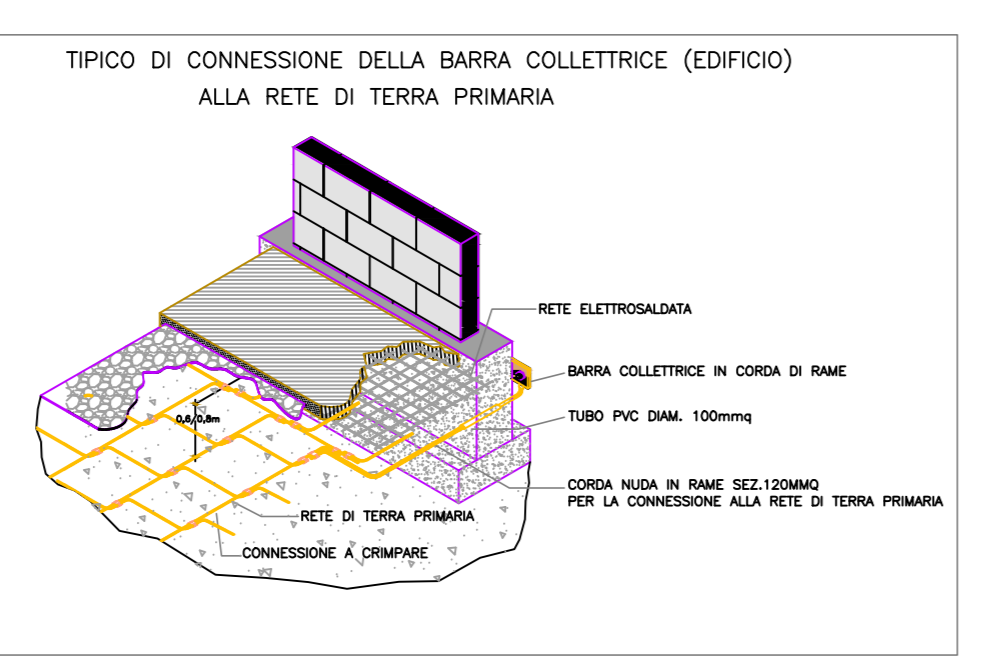 TIPICO DI CONNESSIONE DELLA BARRA COLLETTRICE (EDIFICIO)
ALLA RETE DI TERRA PRIMARIA
RETE ELETTROSALDATA
BARRA COLLETTRICE IN CORDA DI RAME
TUBO PVC DIAM. 100mmq
0,6/0,8m
CORDA NUDA IN RAME SEZ.120MMQ
PER LA CONNESSIONE ALLA RETE DI TERRA PRIMARIA
RETE DI TERRA PRIMARIA
CONNESSIONE A CRIMPARE